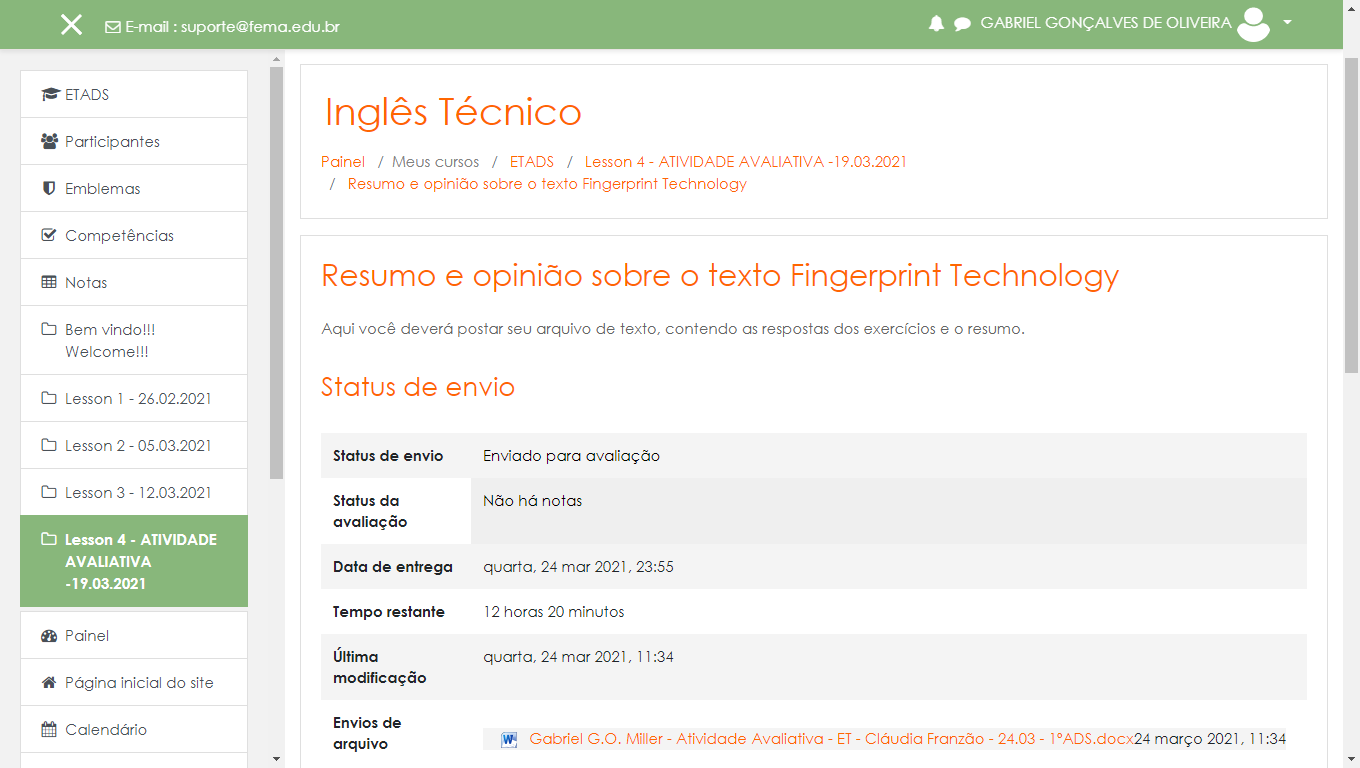 E-mail : suporte@fema.edu.br
GABRIEL GONÇALVES DE OLIVEIRA
ETADS
Participantes
Emblemas
Competências
Notas
Bem vindo!!!
Welcome!!!
Lesson 1 - 26.02.2021
Lesson 2 - 05.03.2021
Lesson 3 - 12.03.2021
Lesson 4 - ATIVIDADE
AVALIATIVA
-19.03.2021
Painel
Página inicial do site
Calendário
Inglês Técnico
Painel / Meus cursos / ETADS / Lesson 4 - ATIVIDADE AVALIATIVA -19.03.2021
/ Resumo e opinião sobre o texto Fingerprint Technology
Resumo e opinião sobre o texto Fingerprint Technology
Aqui você deverá postar seu arquivo de texto, contendo as respostas dos exercícios e o resumo.
Status de envio
Status de envio Enviado para avaliação
Status da Não há notas
avaliação
Data de entrega quarta, 24 mar 2021, 23:55
Tempo restante 12 horas 20 minutos
Última quarta, 24 mar 2021, 11:34
modificação
Envios de
arquivo Gabriel G.O. Miller - Atividade Avaliativa - ET - Cláudia Franzão - 24.03 - 1ºADS.docx24 março 2021, 11:34